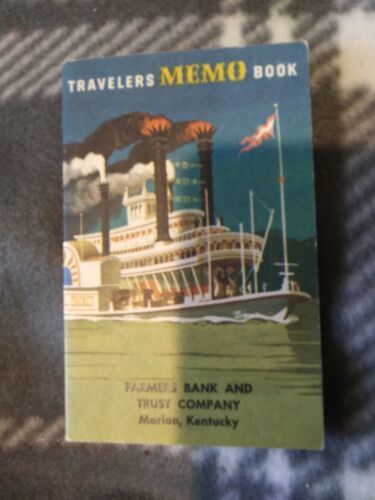 TRAVELERS MEMO BOOK
FARMERS BANK AND
TRUST COMPANY
Marion, Kentucky